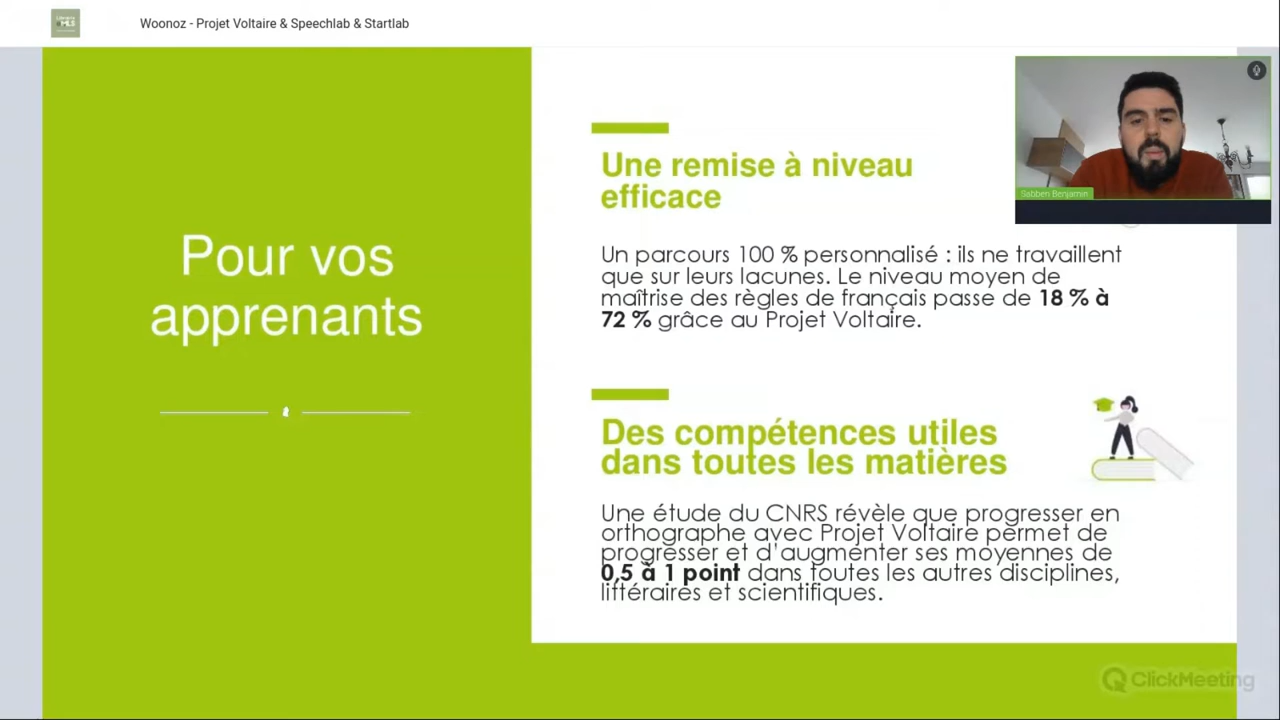 Woonoz - Projet Voltaire & Speechlab & Startlab
Pour vos
apprenants
Une remise à niveau
efficace
Un parcours 100 % personnalisé : ils ne travaillent
que sur leurs lacunes. Le niveau moyen de
maîtrise des règles de français passe de 18 % à
72 % grâce au Projet Voltaire.
Des compétences utiles
dans toutes les matières
Une étude du CNRS révèle que progresser en
orthographe avec Projet Voltaire permet de
progresser et d'augmenter ses moyennes de
0,5 à 1 point dans toutes les autres disciplines,
littéraires et scientifiques.
Sabben Benjamin
ClickMeeting